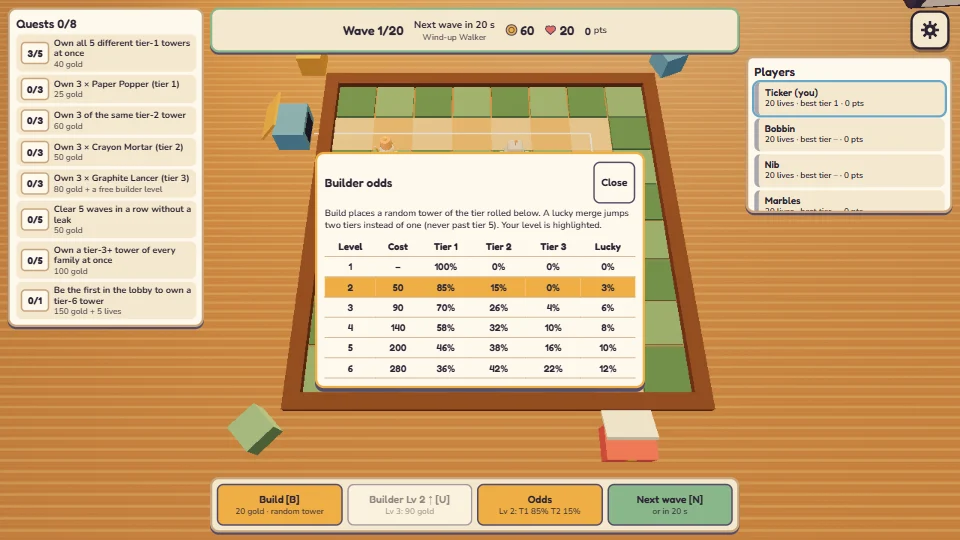 Quests 0/8
3/5
Own all 5 different tier-1 towers
at once
40 gold
0/3
Own 3 × Paper Popper (tier 1)
25 gold
0/3
Own 3 of the same tier-2 tower
60 gold
0/3
Own 3 × Crayon Mortar (tier 2)
50 gold
0/3
Own 3 × Graphite Lancer (tier 3)
80 gold + a free builder level
0/5
Clear 5 waves in a row without a
leak
50 gold
0/5
Own a tier-3+ tower of every
family at once
100 gold
0/1
Be the first in the lobby to own a
tier-6 tower
150 gold + 5 lives
Wave 1/20
Next wave in 20 s
Wind-up Walker
60
20
0 pts
Players
Ticker (you)
20 lives · best tier 1 · 0 pts
Bobbin
20 lives · best tier – · 0 pts
Nib
20 lives · best tier – · 0 pts
Marbles
20 lives · best tier – · 0 pts
Builder odds
Close
Build places a random tower of the tier rolled below. A lucky merge jumps
two tiers instead of one (never past tier 5). Your level is highlighted.
Level Cost Tier 1 Tier 2 Tier 3 Lucky
1 – 100% 0% 0% 0%
2 50 85% 15% 0% 3%
3 90 70% 26% 4% 6%
4 140 58% 32% 10% 8%
5 200 46% 38% 16% 10%
6 280 36% 42% 22% 12%
Build [B]
20 gold · random tower
Builder Lv 2 ↑ [U]
Lv 3: 90 gold
Odds
Lv 2: T1 85% T2 15%
Next wave [N]
or in 20 s